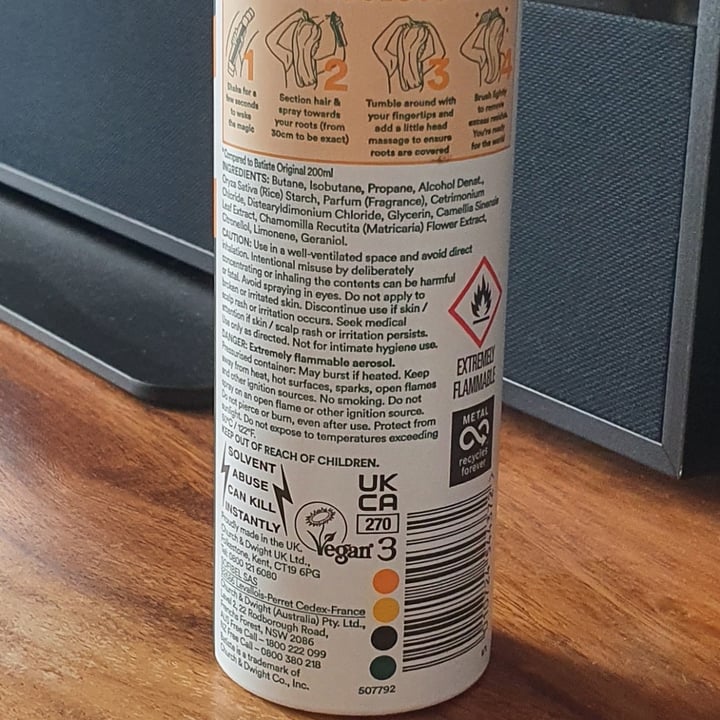 1
2
3
4
Shake for a
few seconds
to wake
the magic
Section hair &
spray towards
your roots (from
30cm to be exact)
Tumble around with
your fingertips and
add a little head
massage to ensure
roots are covered
Brush lightly
to remove
excess residue.
You're ready
for the world
*Compared to Batiste Original 200ml
INGREDIENTS: Butane, Isobutane, Propane, Alcohol Denat.,
Oryza Sativa (Rice) Starch, Parfum (Fragrance), Cetrimonium
Chloride, Distearyldimonium Chloride, Glycerin, Camellia Sinensis
Leaf Extract, Chamomilla Recutita (Matricaria) Flower Extract,
Citronellol, Limonene, Geraniol.
CAUTION: Use in a well-ventilated space and avoid direct
inhalation. Intentional misuse by deliberately
concentrating or inhaling the contents can be harmful
or fatal. Avoid spraying in eyes. Do not apply to
broken or irritated skin. Discontinue use if skin /
scalp rash or irritation occurs. Seek medical
attention if skin / scalp rash or irritation persists.
Use only as directed. Not for intimate hygiene use.
DANGER: Extremely flammable aerosol.
Pressurised container: May burst if heated. Keep
away from heat, hot surfaces, sparks, open flames
and other ignition sources. No smoking. Do not
spray on an open flame or other ignition source.
Do not pierce or burn, even after use. Protect from
sunlight. Do not expose to temperatures exceeding
50°C / 122°F.
KEEP OUT OF REACH OF CHILDREN.
EXTREMELY
FLAMMABLE
METAL
recycles
forever
SOLVENT
ABUSE
CAN KILL
INSTANTLY
UK
CA
270
Vegan
3
Proudly made in the UK.
Church & Dwight UK Ltd.,
Folkestone, Kent, CT19 6PG
Tel: 0800 121 6080
SOFIBEL SAS
Levallois-Perret Cedex-France
Church & Dwight (Australia) Pty. Ltd.,
Level 2, 22 Rodborough Road,
Frenchs Forest, NSW 2086
Free Call – 1800 222 099
NZ Free Call – 0800 380 218
Batiste is a trademark of
Church & Dwight Co., Inc.
507792